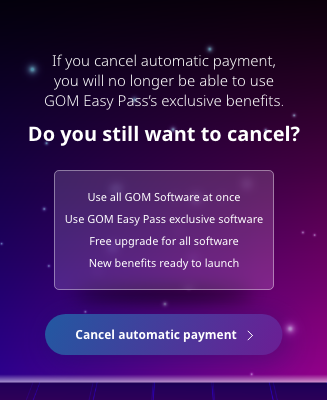 If you cancel automatic payment,
you will no longer be able to use
GOM Easy Pass's exclusive benefits.
Do you still want to cancel?
Use all GOM Software at once
Use GOM Easy Pass exclusive software
Free upgrade for all software
New benefits ready to launch
Cancel automatic payment